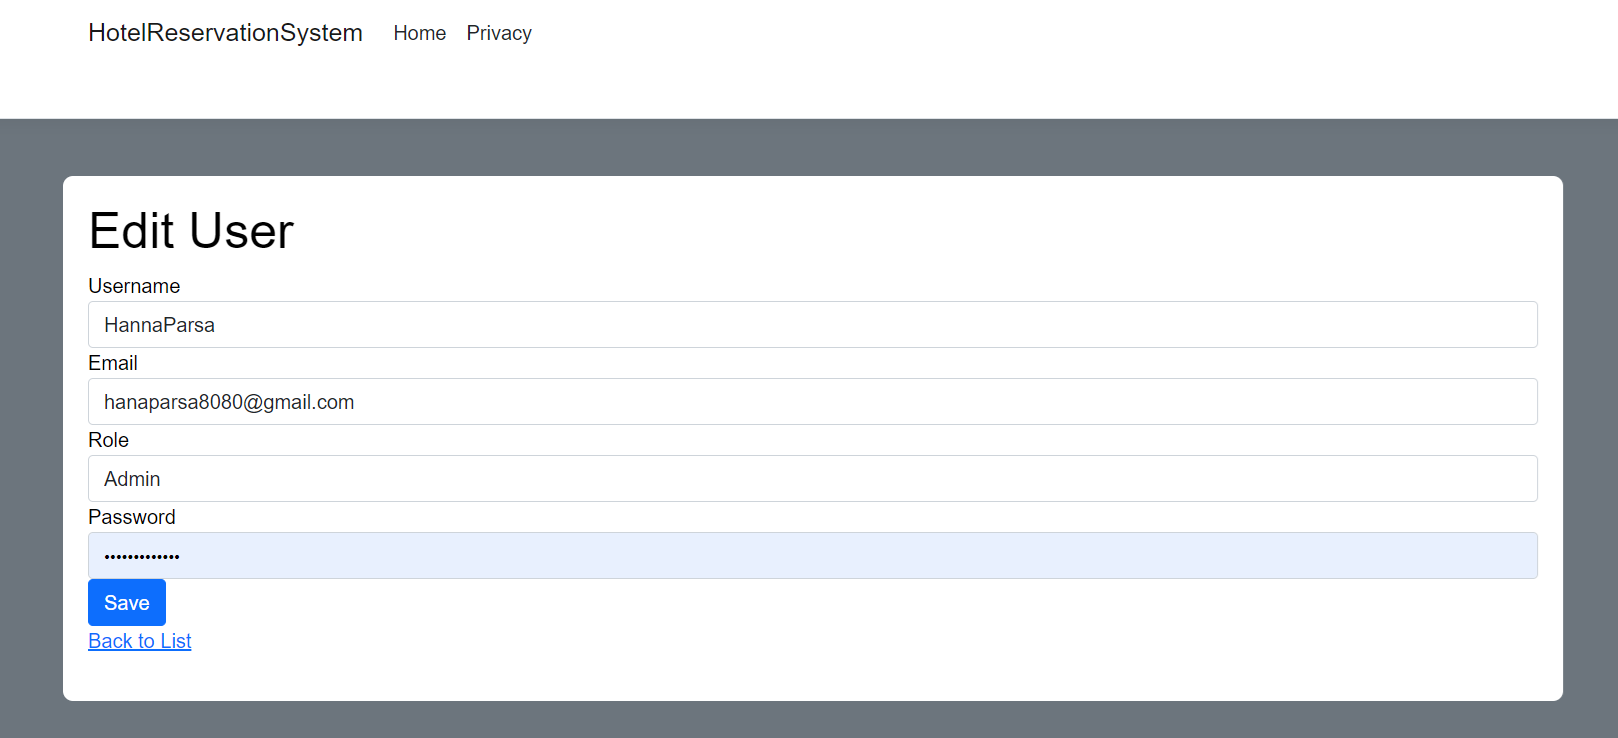 HotelReservationSystem Home Privacy
Edit User
Username
HannaParsa
Email
hanaparsa8080@gmail.com
Role
Admin
Password
•••••••••••••
Save
Back to List